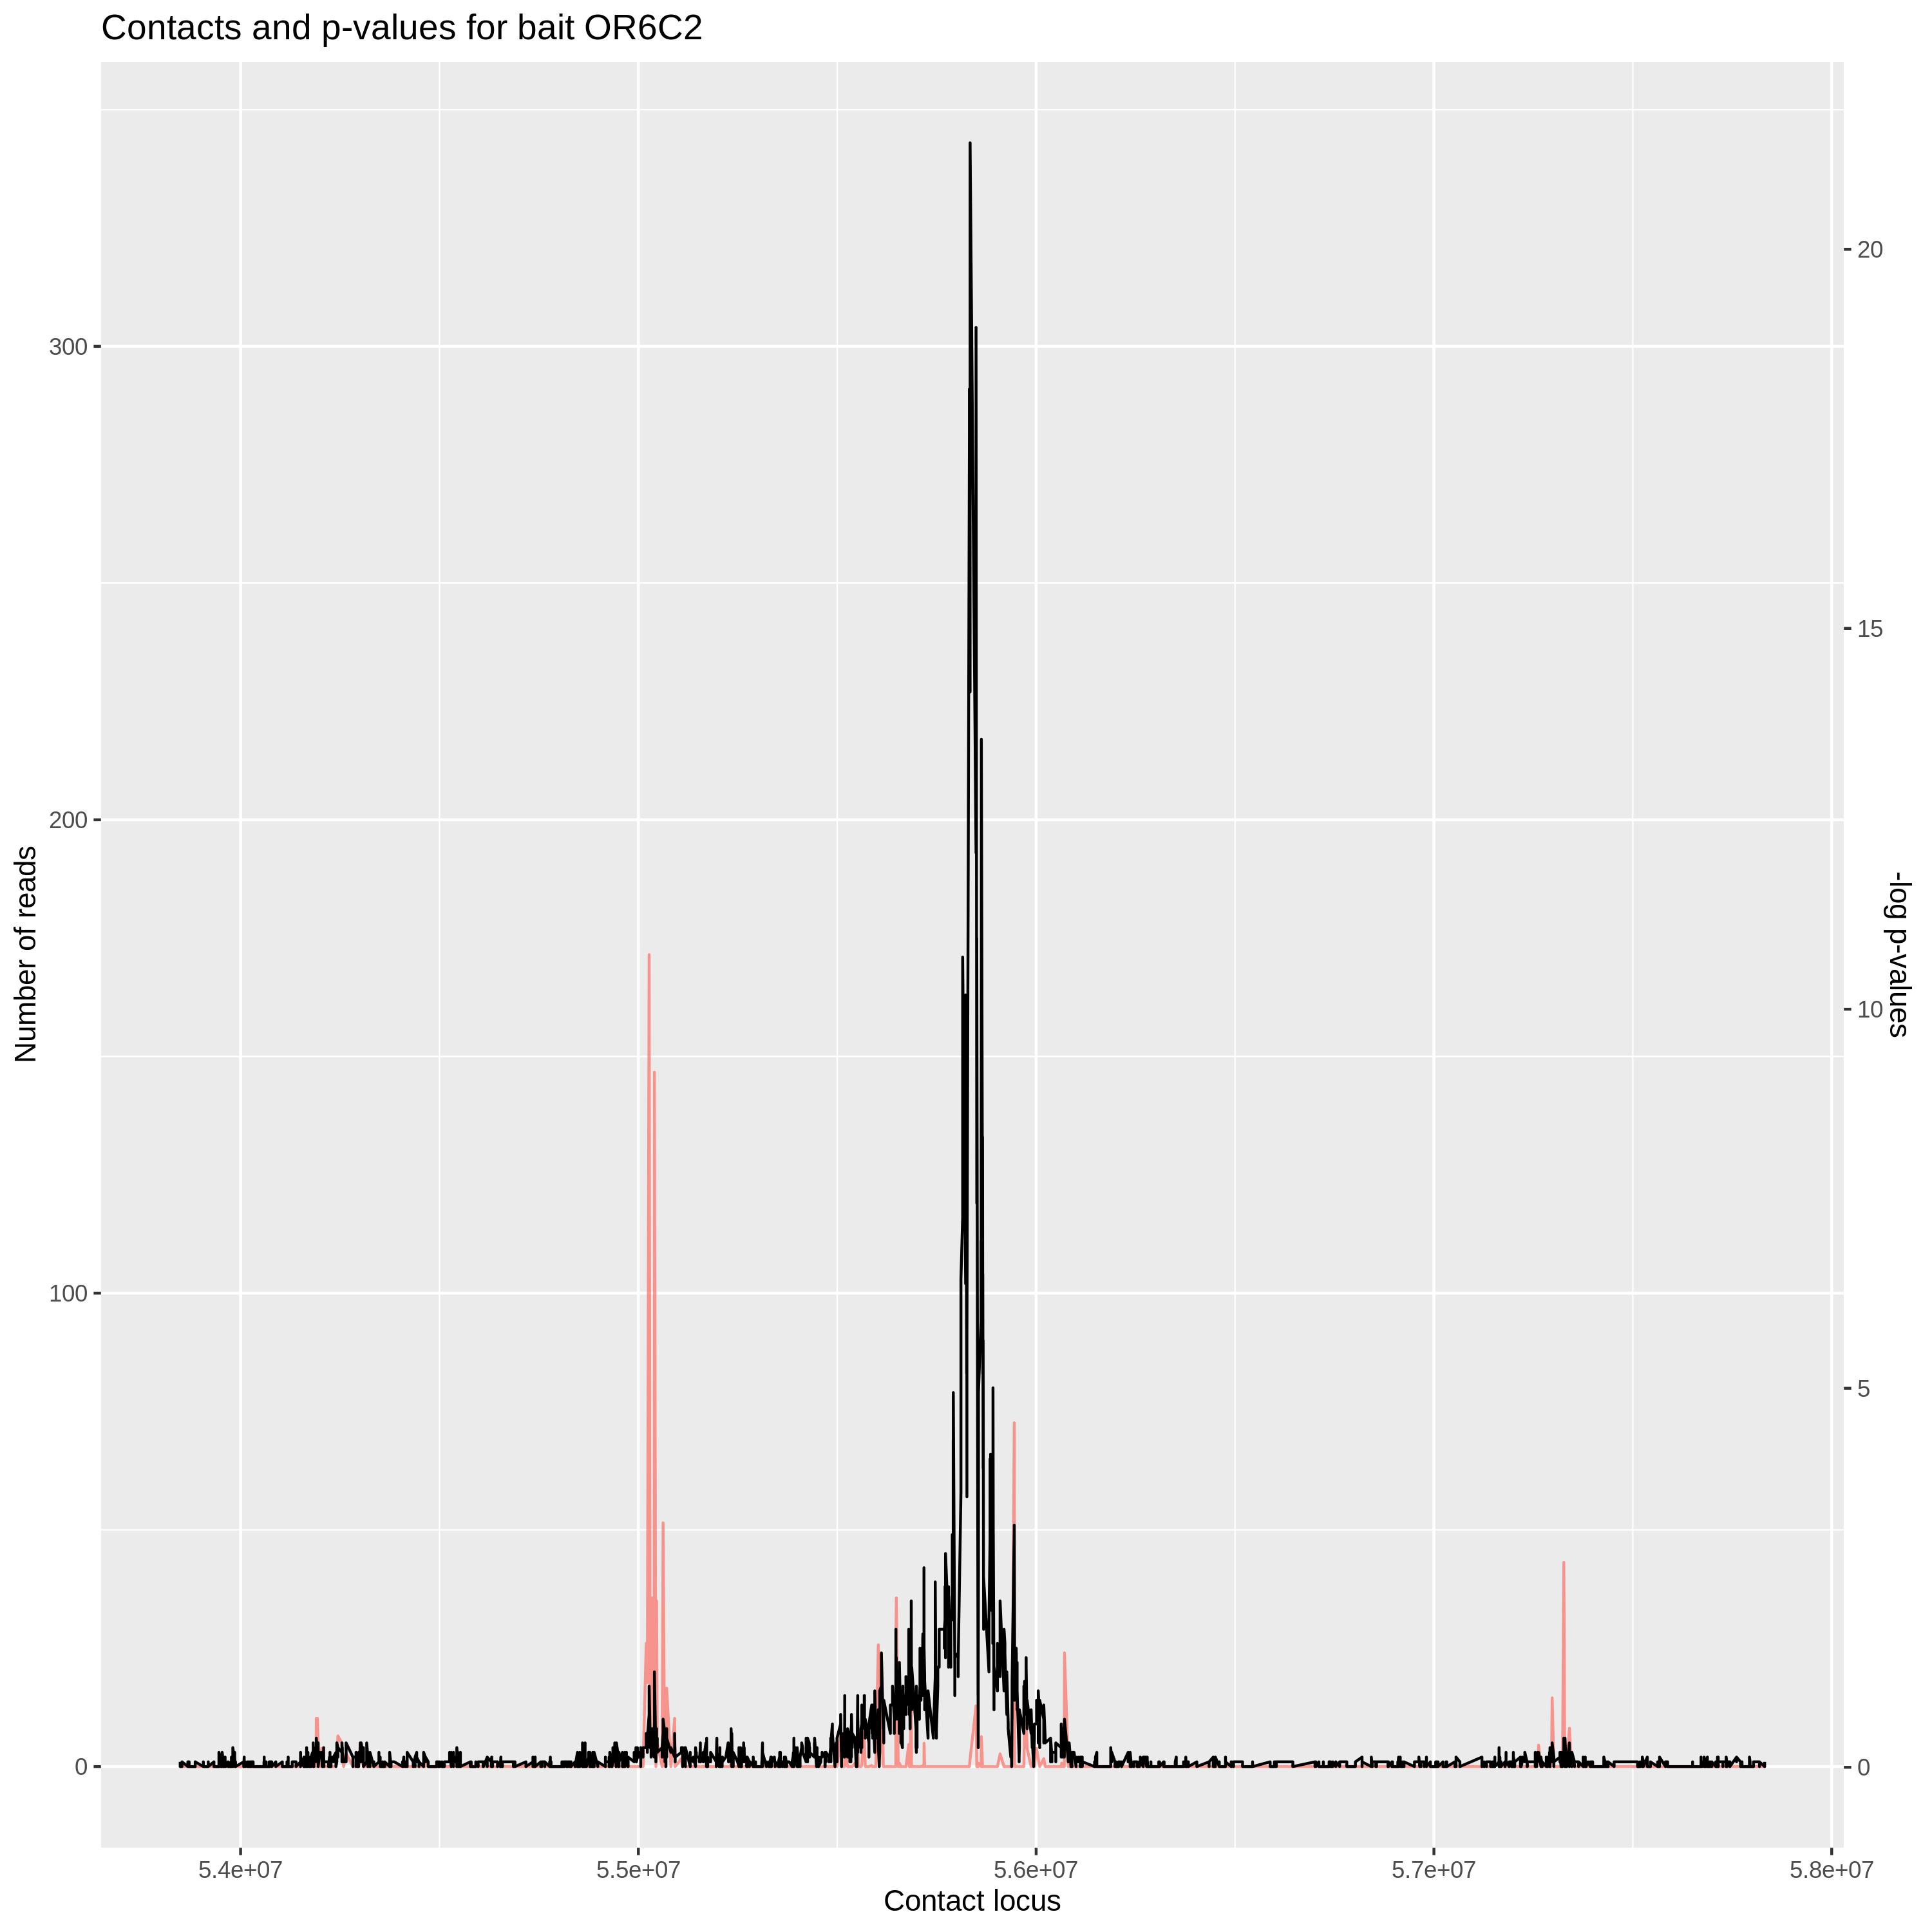 Contacts and p-values for bait OR6C2
300
200
100
0
Number of reads
20
15
10
5
0
-log p-values
5.4e+07
5.5e+07
5.6e+07
5.7e+07
5.8e+07
Contact locus